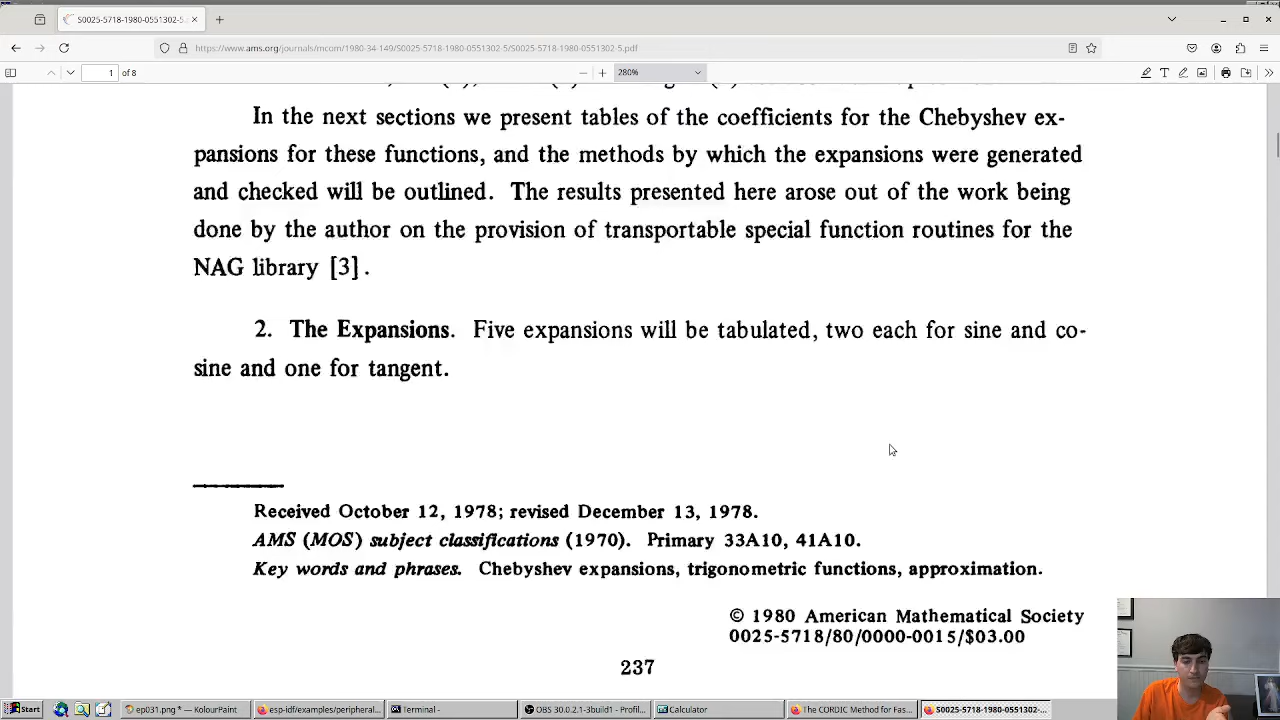 S0025-5718-1980-0551302-5.
https://www.ams.org/journals/mcom/1980-34-149/S0025-5718-1980-0551302-5/S0025-5718-1980-0551302-5.pdf
1 of 8
280%
In the next sections we present tables of the coefficients for the Chebyshev ex-
pansions for these functions, and the methods by which the expansions were generated
and checked will be outlined. The results presented here arose out of the work being
done by the author on the provision of transportable special function routines for the
NAG library [3].
2. The Expansions. Five expansions will be tabulated, two each for sine and co-
sine and one for tangent.
Received October 12, 1978; revised December 13, 1978.
AMS (MOS) subject classifications (1970). Primary 33A10, 41A10.
Key words and phrases. Chebyshev expansions, trigonometric functions, approximation.
© 1980 American Mathematical Society
0025-5718/80/0000-0015/$03.00
237
Start
ep031.png * — KolourPaint
esp-idf/examples/peripheral...
Terminal -
OBS 30.0.2.1-3build1 - Profil...
Calculator
The CORDIC Method for Fas...
S0025-5718-1980-0551302-...